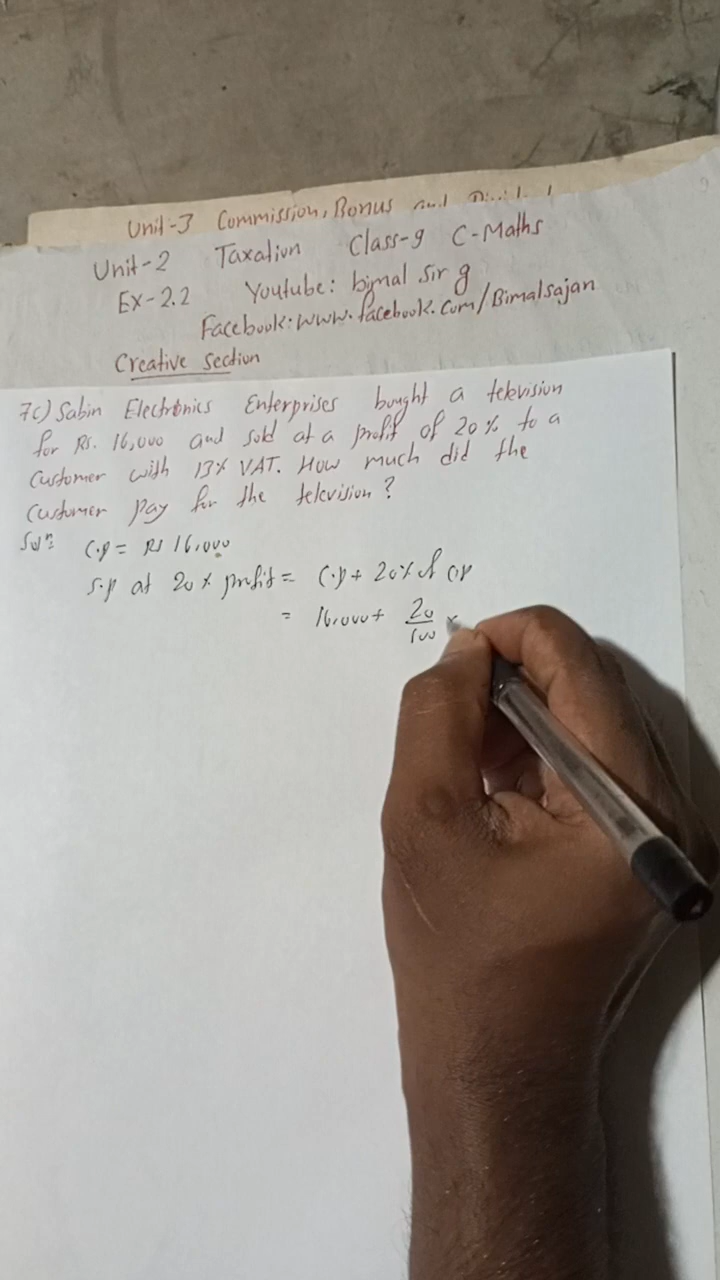 Unit-3 Commission, Bonus and
Unit-2 Taxation Class-9 C-Maths
Ex-2.2 Youtube: bimal sir g
Facebook: www.facebook.com/Bimalsajan
Creative section
7c) Sabin Electronics Enterprises bought a television
for Rs. 16,000 and sold at a profit of 20% to a
Customer with 13% VAT. How much did the
Customer pay for the television?
Solⁿ: C.p = Rs 16,000
S.p at 20% profit = C.p + 20% of cp
= 16,000 + 20/100 ×